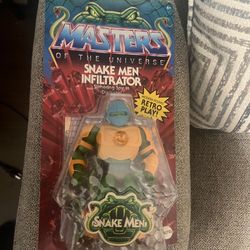 MASTERS
OF THE UNIVERSE
SNAKE MEN
INFILTRATOR
RETRO
PLAY!
SNAKE MEN